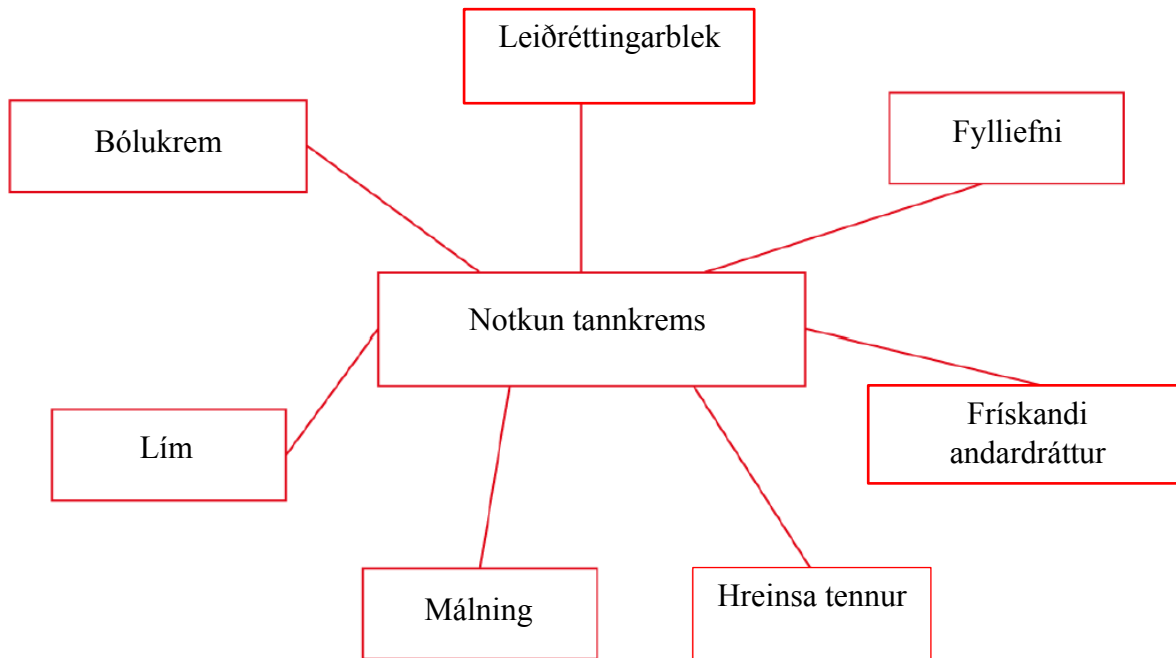 Leiðréttingarblek
Bólukrem
Fylliefni
Notkun tannkrems
Frískandi
andardráttur
Lím
Málning
Hreinsa tennur